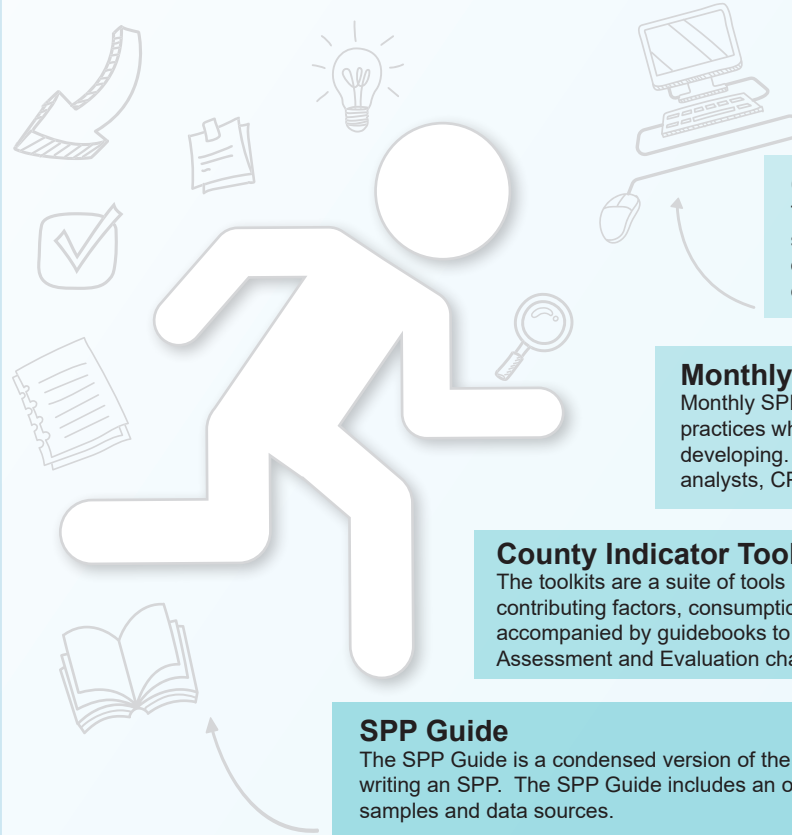 Monthly
Monthly SP
practices wh
developing.
analysts, C
County Indicator Tool
The toolkits are a suite of tools
contributing factors, consumptio
accompanied by guidebooks to
Assessment and Evaluation cha
SPP Guide
The SPP Guide is a condensed version of the
writing an SPP. The SPP Guide includes an o
samples and data sources.